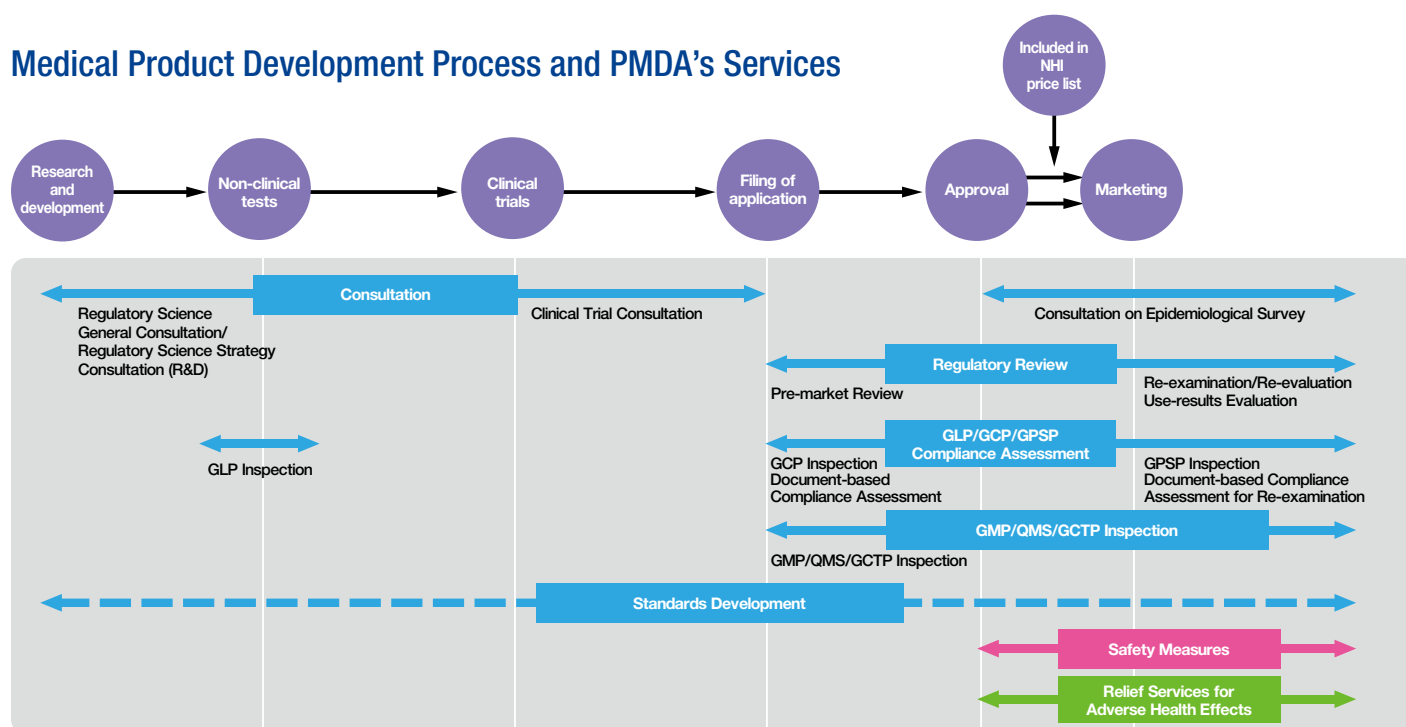 Medical Product Development Process and PMDA's Services
Included in
NHI
price list
Research
and
development
Non-clinical
tests
Clinical
trials
Filing of
application
Approval
Marketing
Consultation
Regulatory Science
General Consultation/
Regulatory Science Strategy
Consultation (R&D)
Clinical Trial Consultation
Consultation on Epidemiological Survey
Regulatory Review
Pre-market Review
Re-examination/Re-evaluation
Use-results Evaluation
GLP Inspection
GLP/GCP/GPSP
Compliance Assessment
GCP Inspection
Document-based
Compliance Assessment
GPSP Inspection
Document-based Compliance
Assessment for Re-examination
GMP/QMS/GCTP Inspection
GMP/QMS/GCTP Inspection
Standards Development
Safety Measures
Relief Services for
Adverse Health Effects